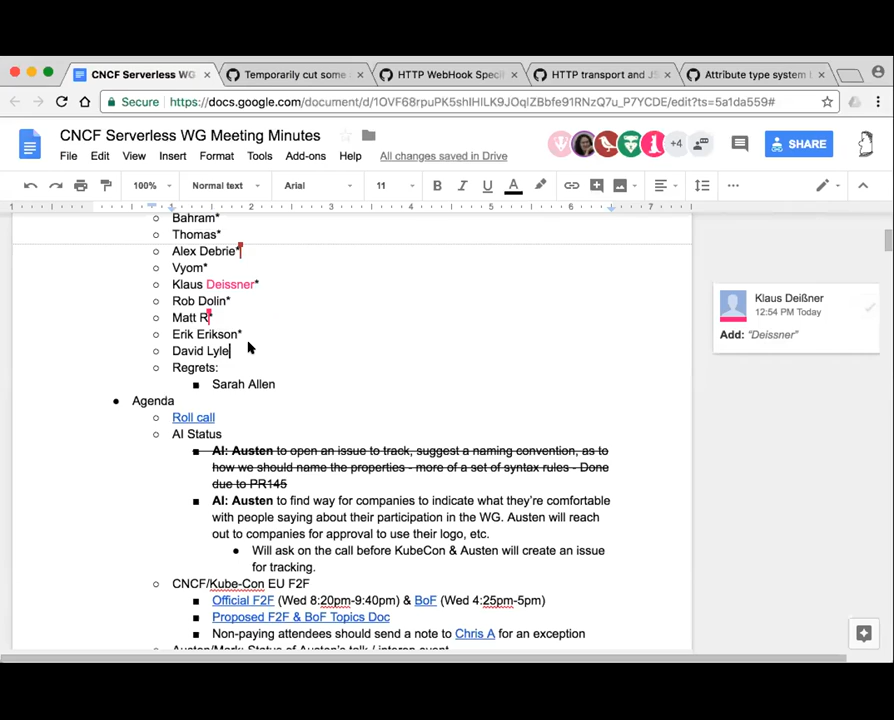 CNCF Serverless WG
Temporarily cut some
HTTP WebHook Speci
HTTP transport and JS
Attribute type system
Secure
https://docs.google.com/document/d/1OVF68rpuPK5shIHILK9JOqlZBbfe91RNzQ7u_P7YCDE/edit?ts=5a1da559#
CNCF Serverless WG Meeting Minutes
+4
SHARE
File Edit View Insert Format Tools Add-ons Help All changes saved in Drive
100% Normal text Arial 11 B I U A
1 1 2 3 4 5 6 7
Bahram*
Thomas*
Alex Debrie*
Vyom*
Klaus Deissner*
Rob Dolin*
Matt R*
Erik Erikson*
David Lyle
Regrets:
Sarah Allen
Agenda
Roll call
AI Status
AI: Austen to open an issue to track, suggest a naming convention, as to
how we should name the properties - more of a set of syntax rules - Done
due to PR145
AI: Austen to find way for companies to indicate what they're comfortable
with people saying about their participation in the WG. Austen will reach
out to companies for approval to use their logo, etc.
Will ask on the call before KubeCon & Austen will create an issue
for tracking.
CNCF/Kube-Con EU F2F
Official F2F (Wed 8:20pm-9:40pm) & BoF (Wed 4:25pm-5pm)
Proposed F2F & BoF Topics Doc
Non-paying attendees should send a note to Chris A for an exception
Klaus Deißner
12:54 PM Today
Add: "Deissner"